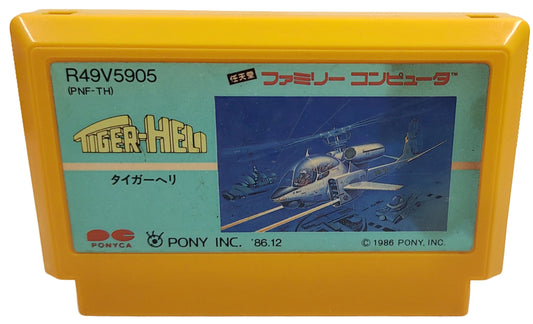 R49V5905
(PNF-TH)
任天堂 ファミリー コンピュータ™
TIGER-HELI
タイガーヘリ
PONYCA
PONY INC. '86.12
© 1986 PONY, INC.